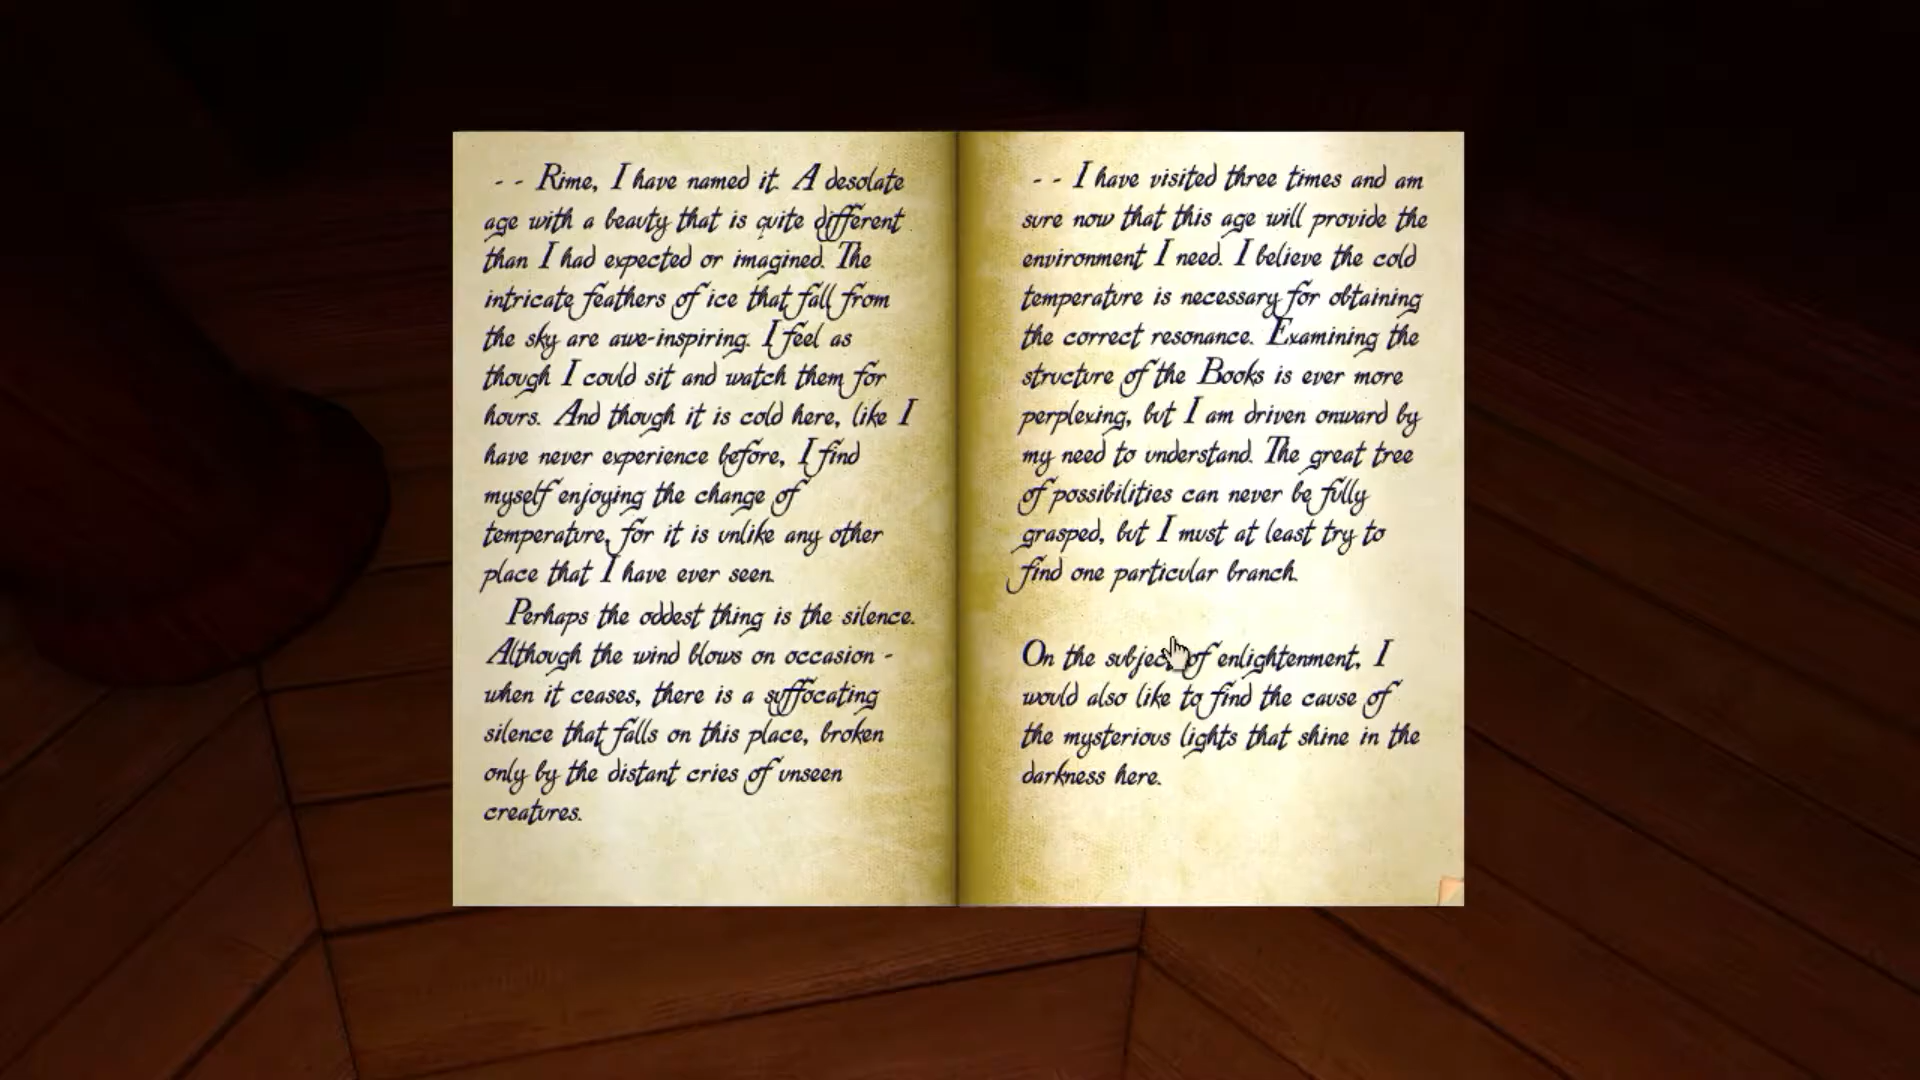 - - Rime, I have named it. A desolate
age with a beauty that is quite different
than I had expected or imagined. The
intricate feathers of ice that fall from
the sky are awe-inspiring. I feel as
though I could sit and watch them for
hours. And though it is cold here, like I
have never experience before, I find
myself enjoying the change of
temperature, for it is unlike any other
place that I have ever seen.
Perhaps the oddest thing is the silence.
Although the wind blows on occasion -
when it ceases, there is a suffocating
silence that falls on this place, broken
only by the distant cries of unseen
creatures.
- - I have visited three times and am
sure now that this age will provide the
environment I need. I believe the cold
temperature is necessary for obtaining
the correct resonance. Examining the
structure of the Books is ever more
perplexing, but I am driven onward by
my need to understand. The great tree
of possibilities can never be fully
grasped, but I must at least try to
find one particular branch.
On the subject of enlightenment, I
would also like to find the cause of
the mysterious lights that shine in the
darkness here.